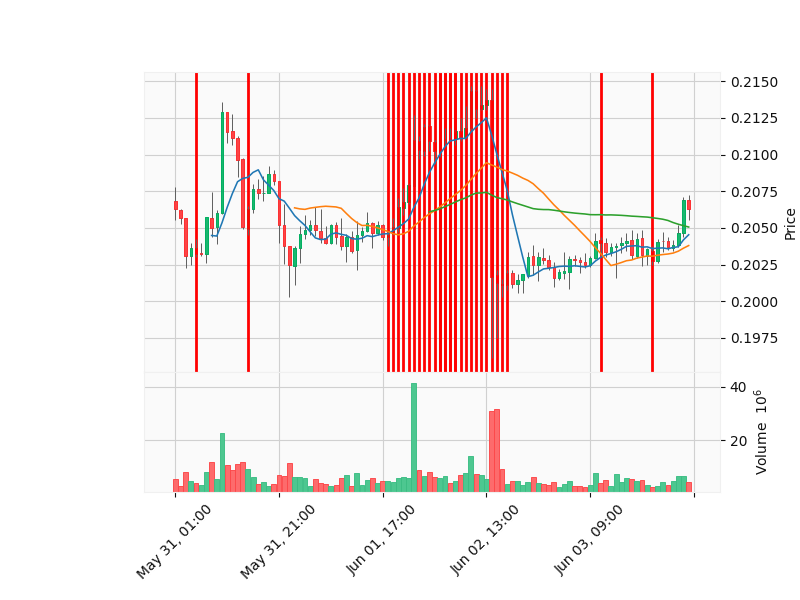 0.2150
0.2125
0.2100
0.2075
0.2050
0.2025
0.2000
0.1975
Price
40
20
Volume 10^6
May 31, 01:00
May 31, 21:00
Jun 01, 17:00
Jun 02, 13:00
Jun 03, 09:00